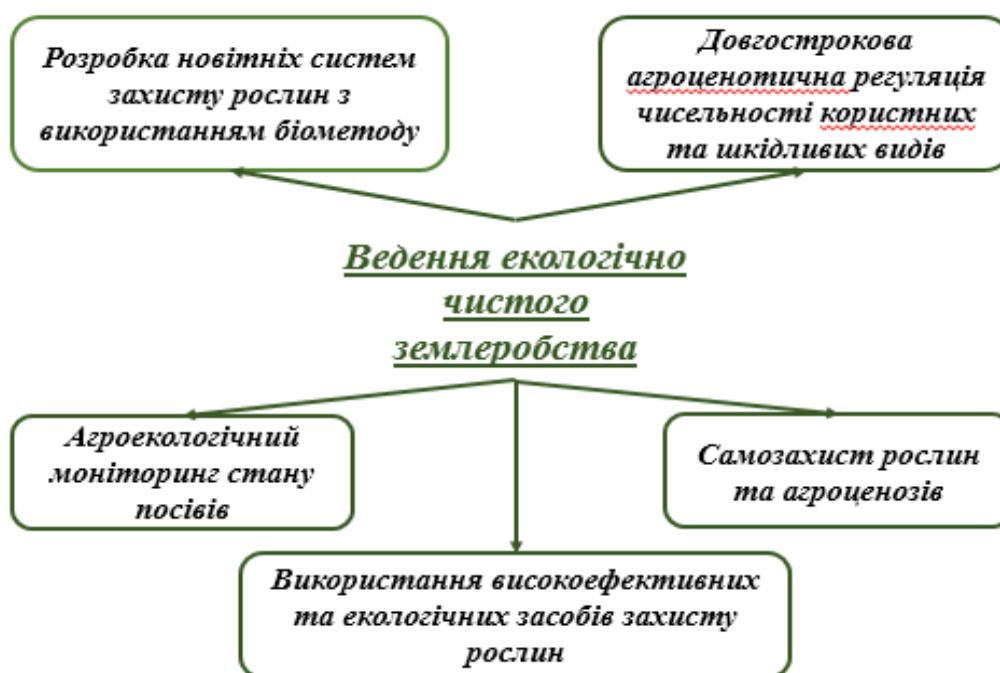 Розробка новітніх систем
захисту рослин з
використанням біометоду
Довгострокова
агроценотична регуляція
чисельності користних
та шкідливих видів
Ведення екологічно
чистого
землеробства
Агроекологічний
моніторинг стану
посівів
Самозахист рослин
та агроценозів
Використання високоефективних
та екологічних засобів захисту
рослин